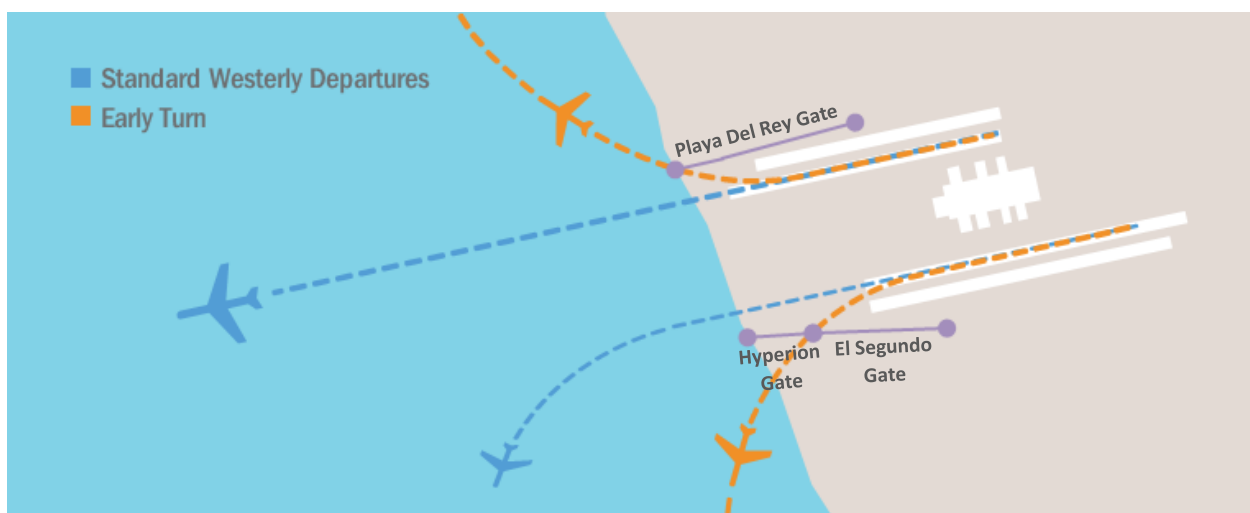 Standard Westerly Departures
Early Turn
Playa Del Rey Gate
Hyperion
Gate
El Segundo
Gate